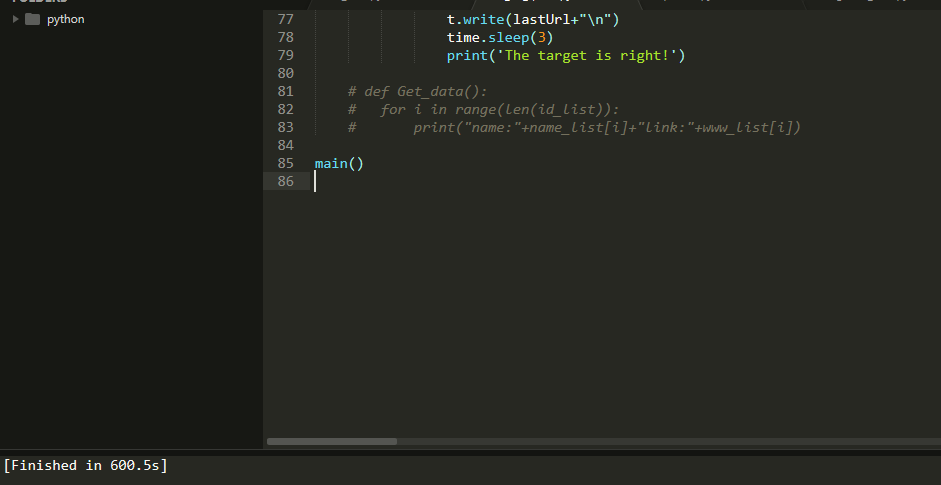 python
77 t.write(lastUrl+"\n")
78 time.sleep(3)
79 print('The target is right!')
80
81 # def Get_data():
82 # for i in range(len(id_list)):
83 # print("name:"+name_list[i]+"link:"+www_list[i])
84
85 main()
86
[Finished in 600.5s]